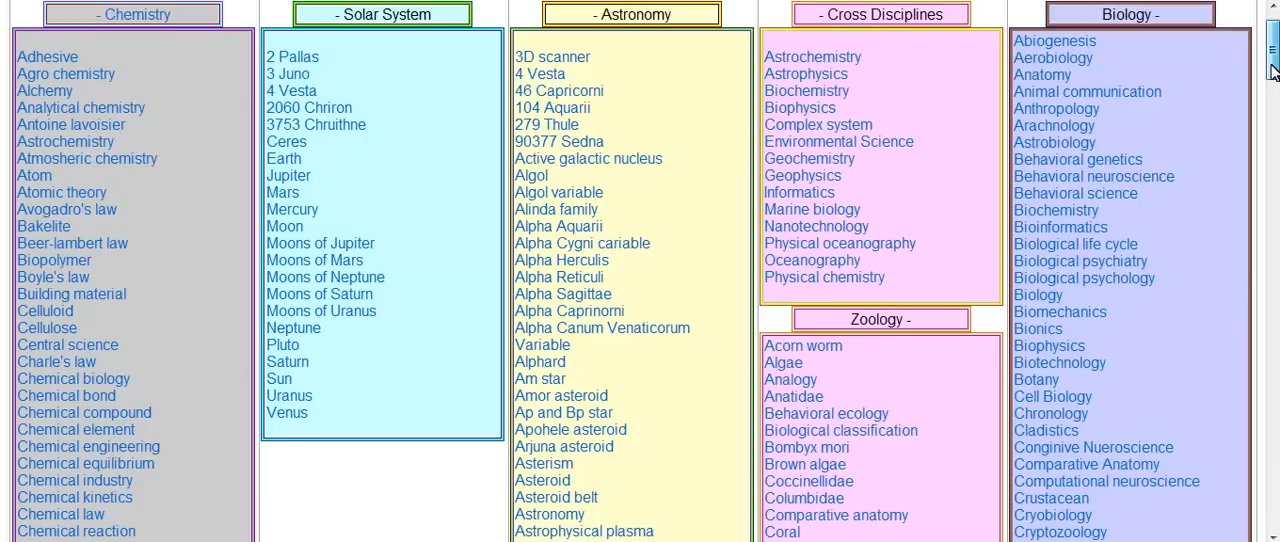 - Chemistry
Adhesive
Agro chemistry
Alchemy
Analytical chemistry
Antoine lavoisier
Astrochemistry
Atmosheric chemistry
Atom
Atomic theory
Avogadro's law
Bakelite
Beer-lambert law
Biopolymer
Boyle's law
Building material
Celluloid
Cellulose
Central science
Charle's law
Chemical biology
Chemical bond
Chemical compound
Chemical element
Chemical engineering
Chemical equilibrium
Chemical industry
Chemical kinetics
Chemical law
Chemical reaction
- Solar System
2 Pallas
3 Juno
4 Vesta
2060 Chriron
3753 Chruithne
Ceres
Earth
Jupiter
Mars
Mercury
Moon
Moons of Jupiter
Moons of Mars
Moons of Neptune
Moons of Saturn
Moons of Uranus
Neptune
Pluto
Saturn
Sun
Uranus
Venus
- Astronomy
3D scanner
4 Vesta
46 Capricorni
104 Aquarii
279 Thule
90377 Sedna
Active galactic nucleus
Algol
Algol variable
Alinda family
Alpha Aquarii
Alpha Cygni cariable
Alpha Herculis
Alpha Reticuli
Alpha Sagittae
Alpha Caprinorni
Alpha Canum Venaticorum
Variable
Alphard
Am star
Amor asteroid
Ap and Bp star
Apohele asteroid
Arjuna asteroid
Asterism
Asteroid
Asteroid belt
Astronomy
Astrophysical plasma
- Cross Disciplines
Astrochemistry
Astrophysics
Biochemistry
Biophysics
Complex system
Environmental Science
Geochemistry
Geophysics
Informatics
Marine biology
Nanotechnology
Physical oceanography
Oceanography
Physical chemistry
Zoology -
Acorn worm
Algae
Analogy
Anatidae
Behavioral ecology
Biological classification
Bombyx mori
Brown algae
Coccinellidae
Columbidae
Comparative anatomy
Coral
Biology -
Abiogenesis
Aerobiology
Anatomy
Animal communication
Anthropology
Arachnology
Astrobiology
Behavioral genetics
Behavioral neuroscience
Behavioral science
Biochemistry
Bioinformatics
Biological life cycle
Biological psychiatry
Biological psychology
Biology
Biomechanics
Bionics
Biophysics
Biotechnology
Botany
Cell Biology
Chronology
Cladistics
Conginive Nueroscience
Comparative Anatomy
Computational neuroscience
Crustacean
Cryobiology
Cryptozoology